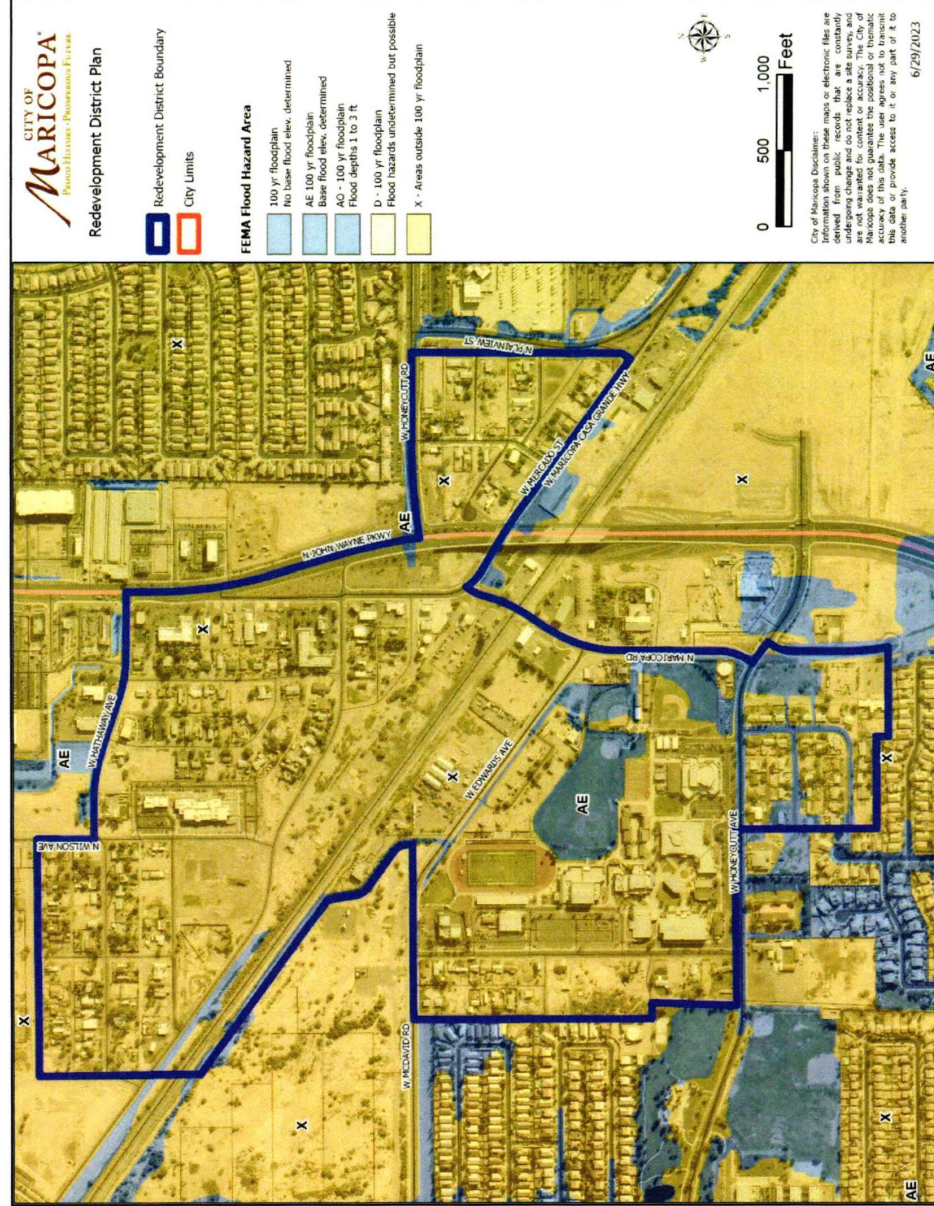 CITY OF
MARICOPA
PROUD HISTORY · PROSPEROUS FUTURE
Redevelopment District Plan
Redevelopment District Boundary
City Limits
FEMA Flood Hazard Area
100 yr floodplain
No base flood elev. determined
AE 100 yr floodplain
Base flood elev. determined
AO - 100 yr floodplain
Flood depths 1 to 3 ft
D - 100 yr floodplain
Flood hazards undetermined but possible
X - Areas outside 100 yr floodplain
N
W
E
S
0 500 1,000
Feet
City of Maricopa Disclaimer:
Information shown on these maps or electronic files are
derived from public records that are constantly
undergoing change and do not replace a site survey, and
are not warranted for content or accuracy. The City of
Maricopa does not guarantee the positional or thematic
accuracy of this data. The user agrees not to transmit
this data or provide access to it or any part of it to
another party.
6/29/2023
X
X
AE
W HATHAWAY AVE
N WILSON AVE
X
N JOHN WAYNE PKWY
W HONEYCUTT RD
AE
N PLAINVIEW ST
X
W MERCADO ST
W MARICOPA-CASA GRANDE HWY
X
W EDWARDS AVE
W MCDAVID RD
X
AE
N MARICOPA RD
X
W HONEYCUTT AVE
X
X
AE
AE